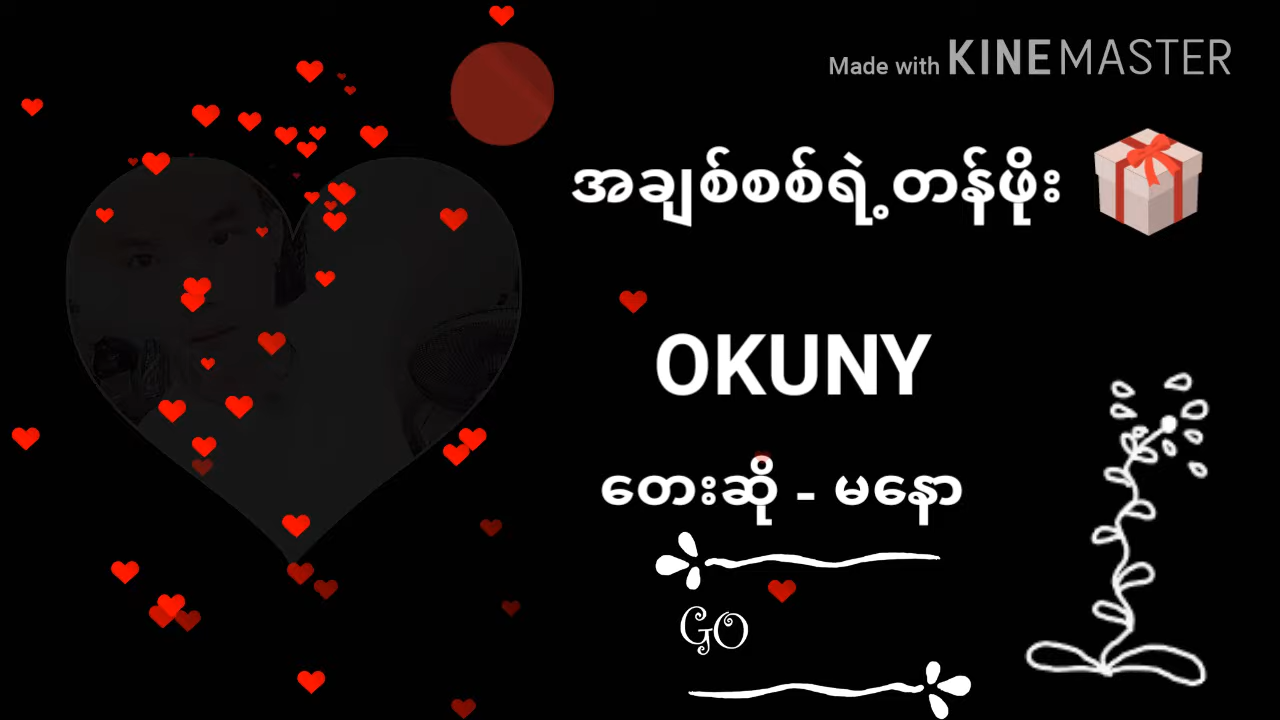 Made with KINEMASTER
အချစ်စစ်ရဲ့တန်ဖိုး
OKUNY
တေးဆို - မနော
GO